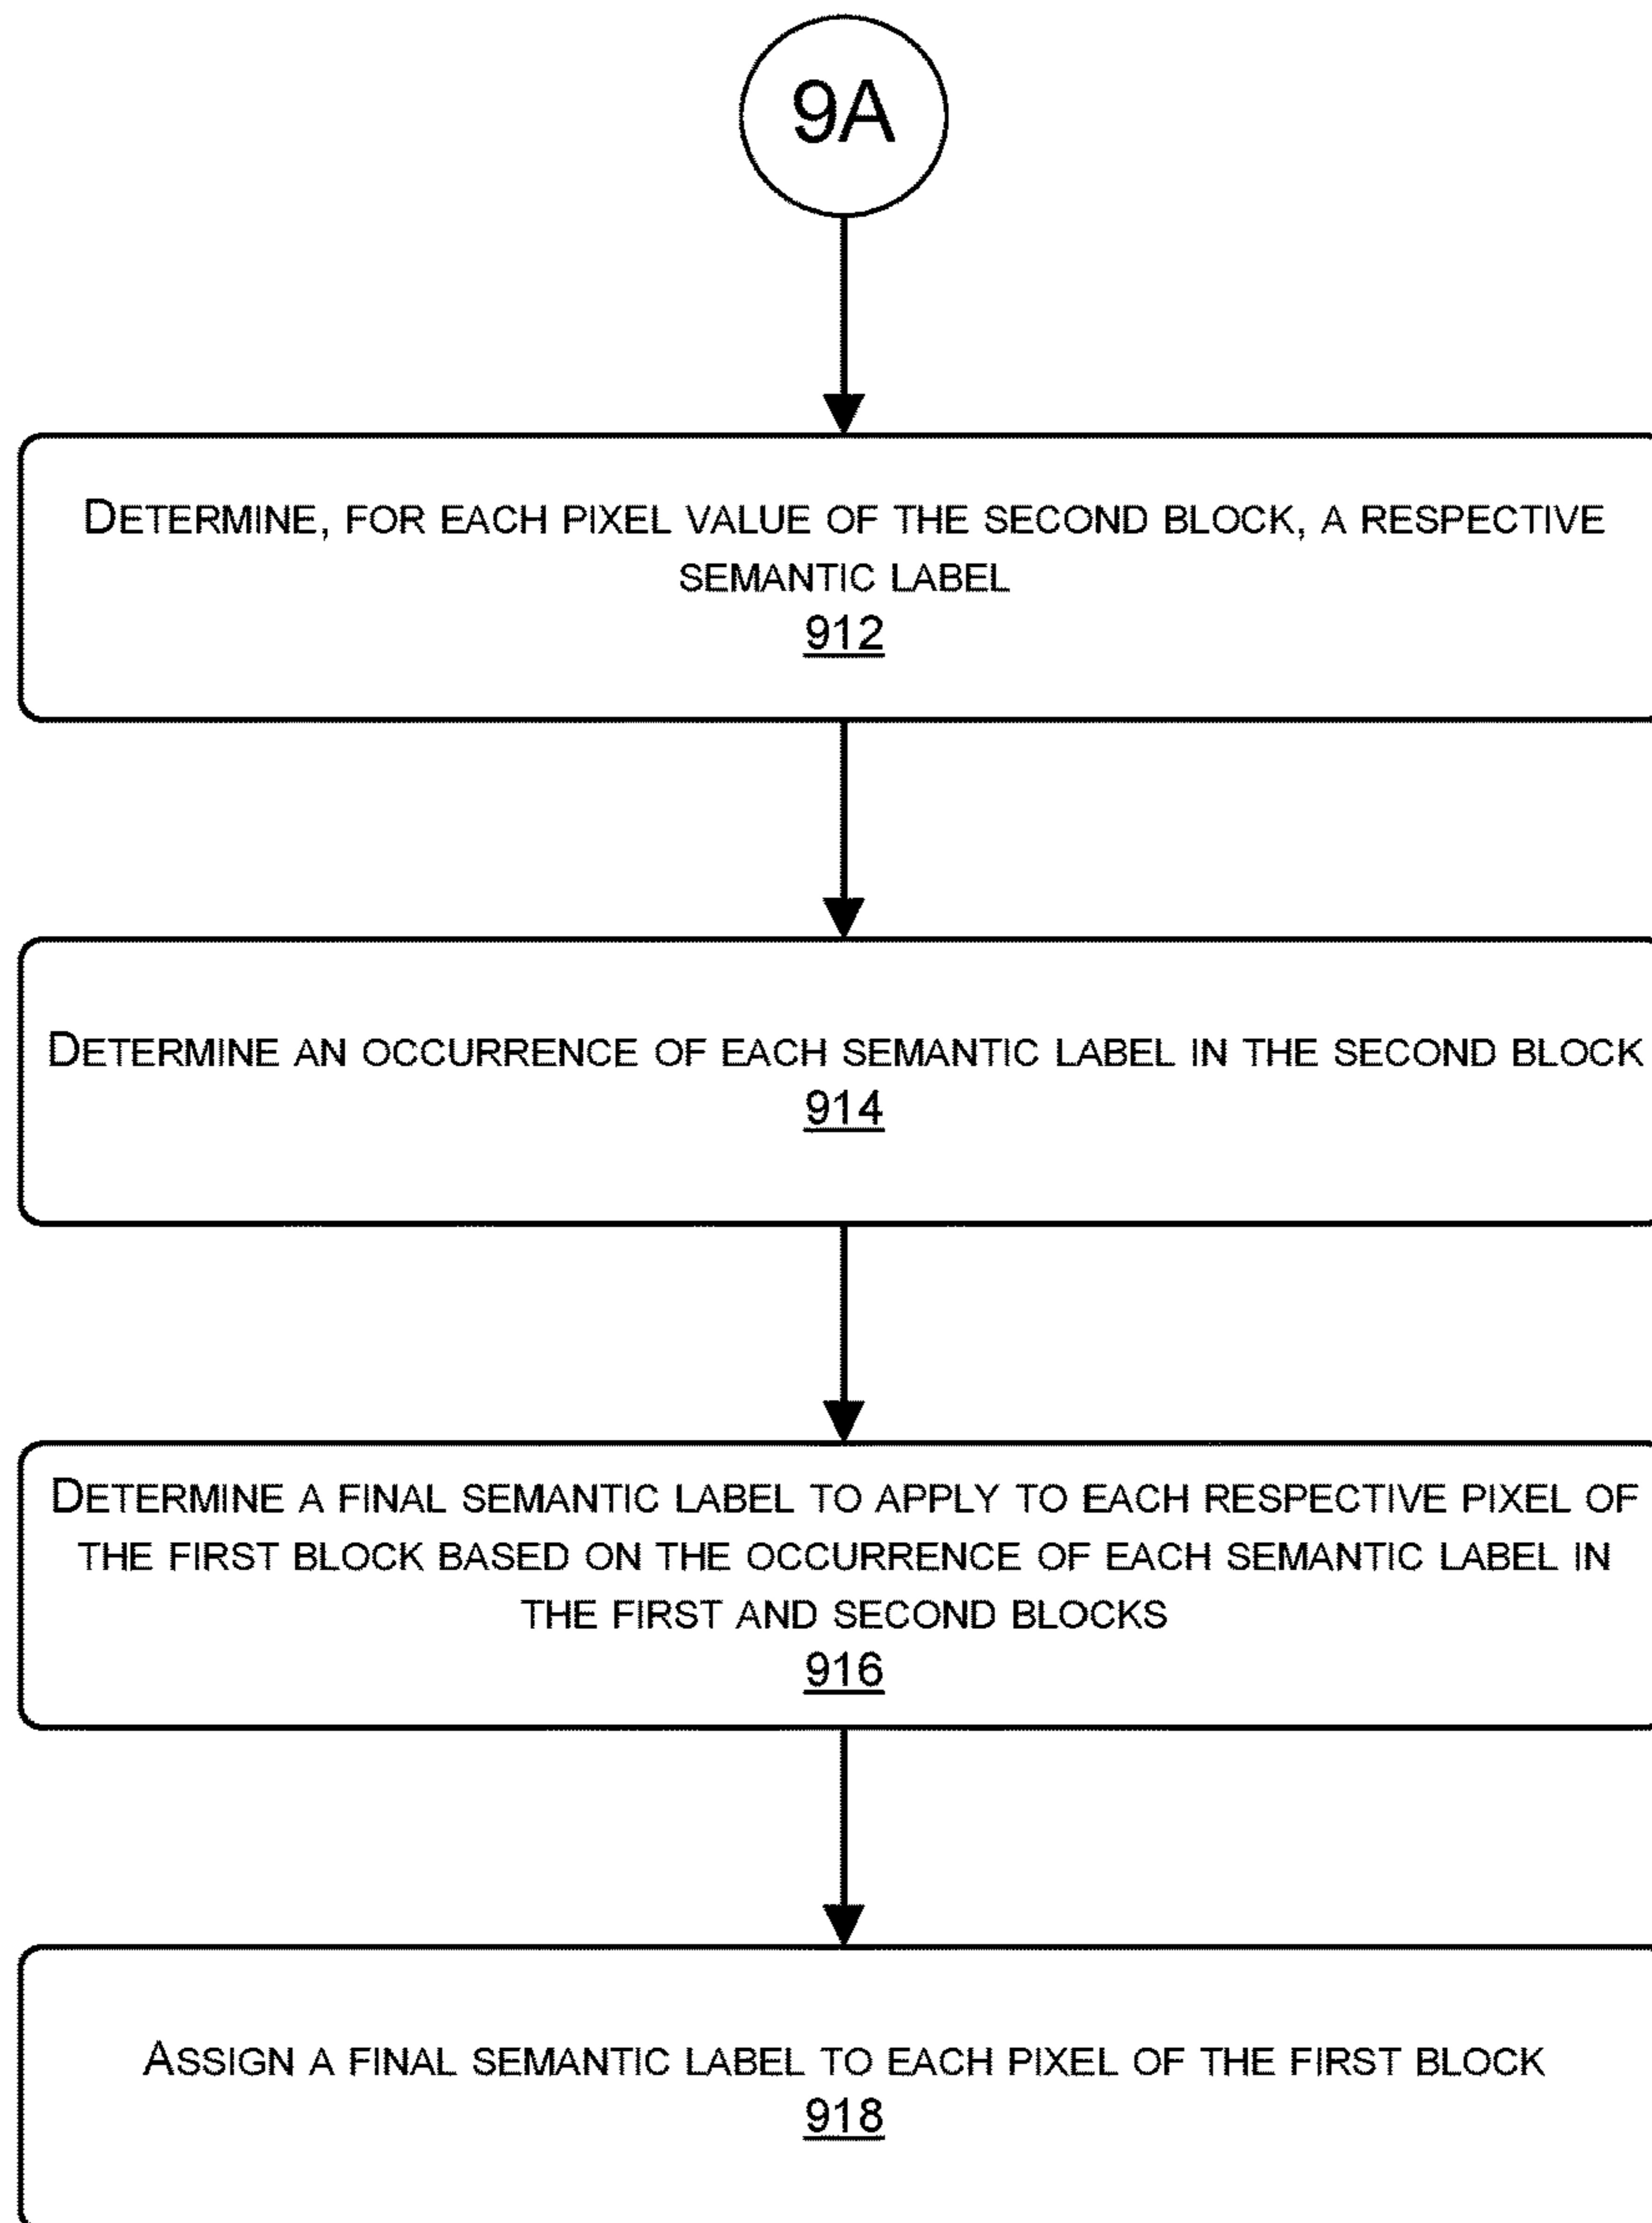 9A
DETERMINE, FOR EACH PIXEL VALUE OF THE SECOND BLOCK, A RESPECTIVE
SEMANTIC LABEL
912
DETERMINE AN OCCURRENCE OF EACH SEMANTIC LABEL IN THE SECOND BLOCK
914
DETERMINE A FINAL SEMANTIC LABEL TO APPLY TO EACH RESPECTIVE PIXEL OF
THE FIRST BLOCK BASED ON THE OCCURRENCE OF EACH SEMANTIC LABEL IN
THE FIRST AND SECOND BLOCKS
916
ASSIGN A FINAL SEMANTIC LABEL TO EACH PIXEL OF THE FIRST BLOCK
918